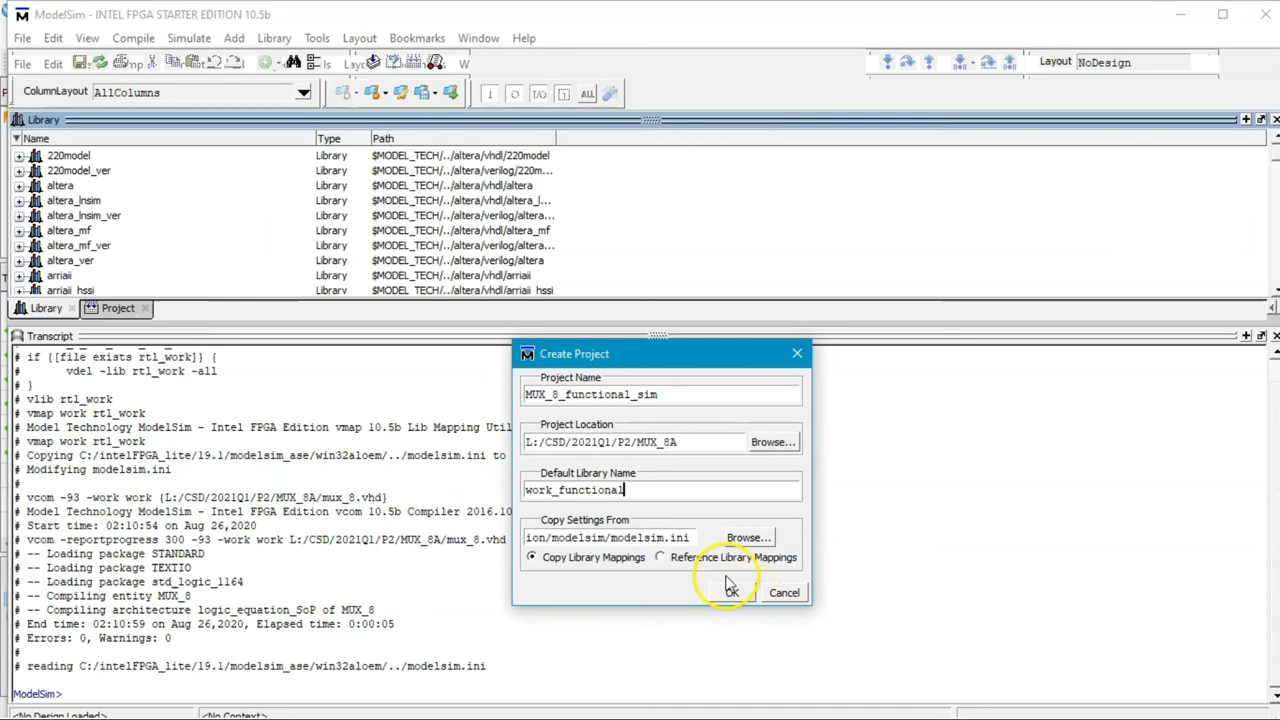 ModelSim - INTEL FPGA STARTER EDITION 10.5b
File Edit View Compile Simulate Add Library Tools Layout Bookmarks Window Help
File Edit
Layout NoDesign
ColumnLayout AllColumns
ALL
Library
Name Type Path
220model Library $MODEL_TECH/../altera/vhdl/220model
220model_ver Library $MODEL_TECH/../altera/verilog/220m...
altera Library $MODEL_TECH/../altera/vhdl/altera
altera_lnsim Library $MODEL_TECH/../altera/vhdl/altera_l...
altera_lnsim_ver Library $MODEL_TECH/../altera/verilog/altera...
altera_mf Library $MODEL_TECH/../altera/vhdl/altera_mf
altera_mf_ver Library $MODEL_TECH/../altera/verilog/altera...
altera_ver Library $MODEL_TECH/../altera/verilog/altera
arriaii Library $MODEL_TECH/../altera/vhdl/arriaii
arriaii_hssi Library $MODEL_TECH/../altera/vhdl/arriaii_hssi
Library Project
Transcript
# if {[file exists rtl_work]} {
# vdel -lib rtl_work -all
# }
# vlib rtl_work
# vmap work rtl_work
# Model Technology ModelSim - Intel FPGA Edition vmap 10.5b Lib Mapping Util
# vmap work rtl_work
# Copying C:/intelFPGA_lite/19.1/modelsim_ase/win32aloem/../modelsim.ini to
# Modifying modelsim.ini
#
# vcom -93 -work work {L:/CSD/2021Q1/P2/MUX_8A/mux_8.vhd}
# Model Technology ModelSim - Intel FPGA Edition vcom 10.5b Compiler 2016.10
# Start time: 02:10:54 on Aug 26,2020
# vcom -reportprogress 300 -93 -work work L:/CSD/2021Q1/P2/MUX_8A/mux_8.vhd
# -- Loading package STANDARD
# -- Loading package TEXTIO
# -- Loading package std_logic_1164
# -- Compiling entity MUX_8
# -- Compiling architecture logic_equation_SoP of MUX_8
# End time: 02:10:59 on Aug 26,2020, Elapsed time: 0:00:05
# Errors: 0, Warnings: 0
#
# reading C:/intelFPGA_lite/19.1/modelsim_ase/win32aloem/../modelsim.ini
ModelSim>
<No Design Loaded> <No Context>
Create Project
Project Name
MUX_8_functional_sim
Project Location
L:/CSD/2021Q1/P2/MUX_8A Browse...
Default Library Name
work_functional
Copy Settings From
ion/modelsim/modelsim.ini Browse...
Copy Library Mappings Reference Library Mappings
OK Cancel